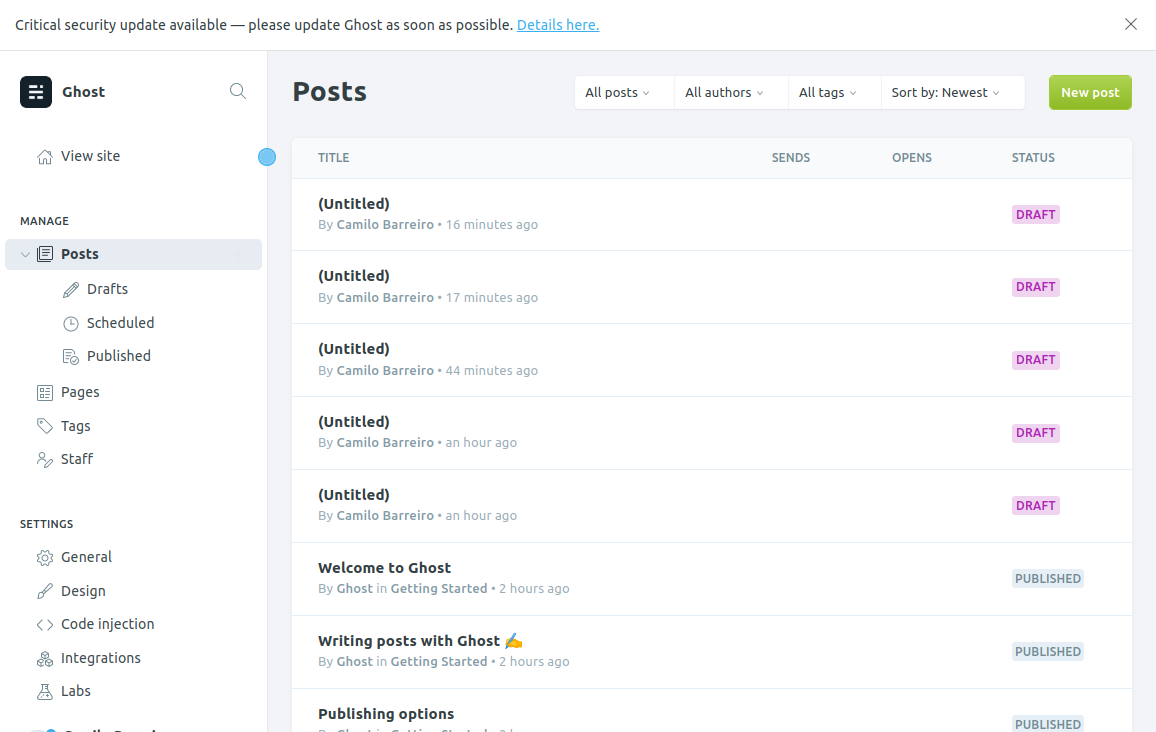 Critical security update available — please update Ghost as soon as possible. Details here.
Ghost
View site
MANAGE
Posts
Drafts
Scheduled
Published
Pages
Tags
Staff
SETTINGS
General
Design
Code injection
Integrations
Labs
Posts
All posts
All authors
All tags
Sort by: Newest
New post
TITLE SENDS OPENS STATUS
(Untitled)
By Camilo Barreiro • 16 minutes ago
DRAFT
(Untitled)
By Camilo Barreiro • 17 minutes ago
DRAFT
(Untitled)
By Camilo Barreiro • 44 minutes ago
DRAFT
(Untitled)
By Camilo Barreiro • an hour ago
DRAFT
(Untitled)
By Camilo Barreiro • an hour ago
DRAFT
Welcome to Ghost
By Ghost in Getting Started • 2 hours ago
PUBLISHED
Writing posts with Ghost ✍️
By Ghost in Getting Started • 2 hours ago
PUBLISHED
Publishing options
PUBLISHED